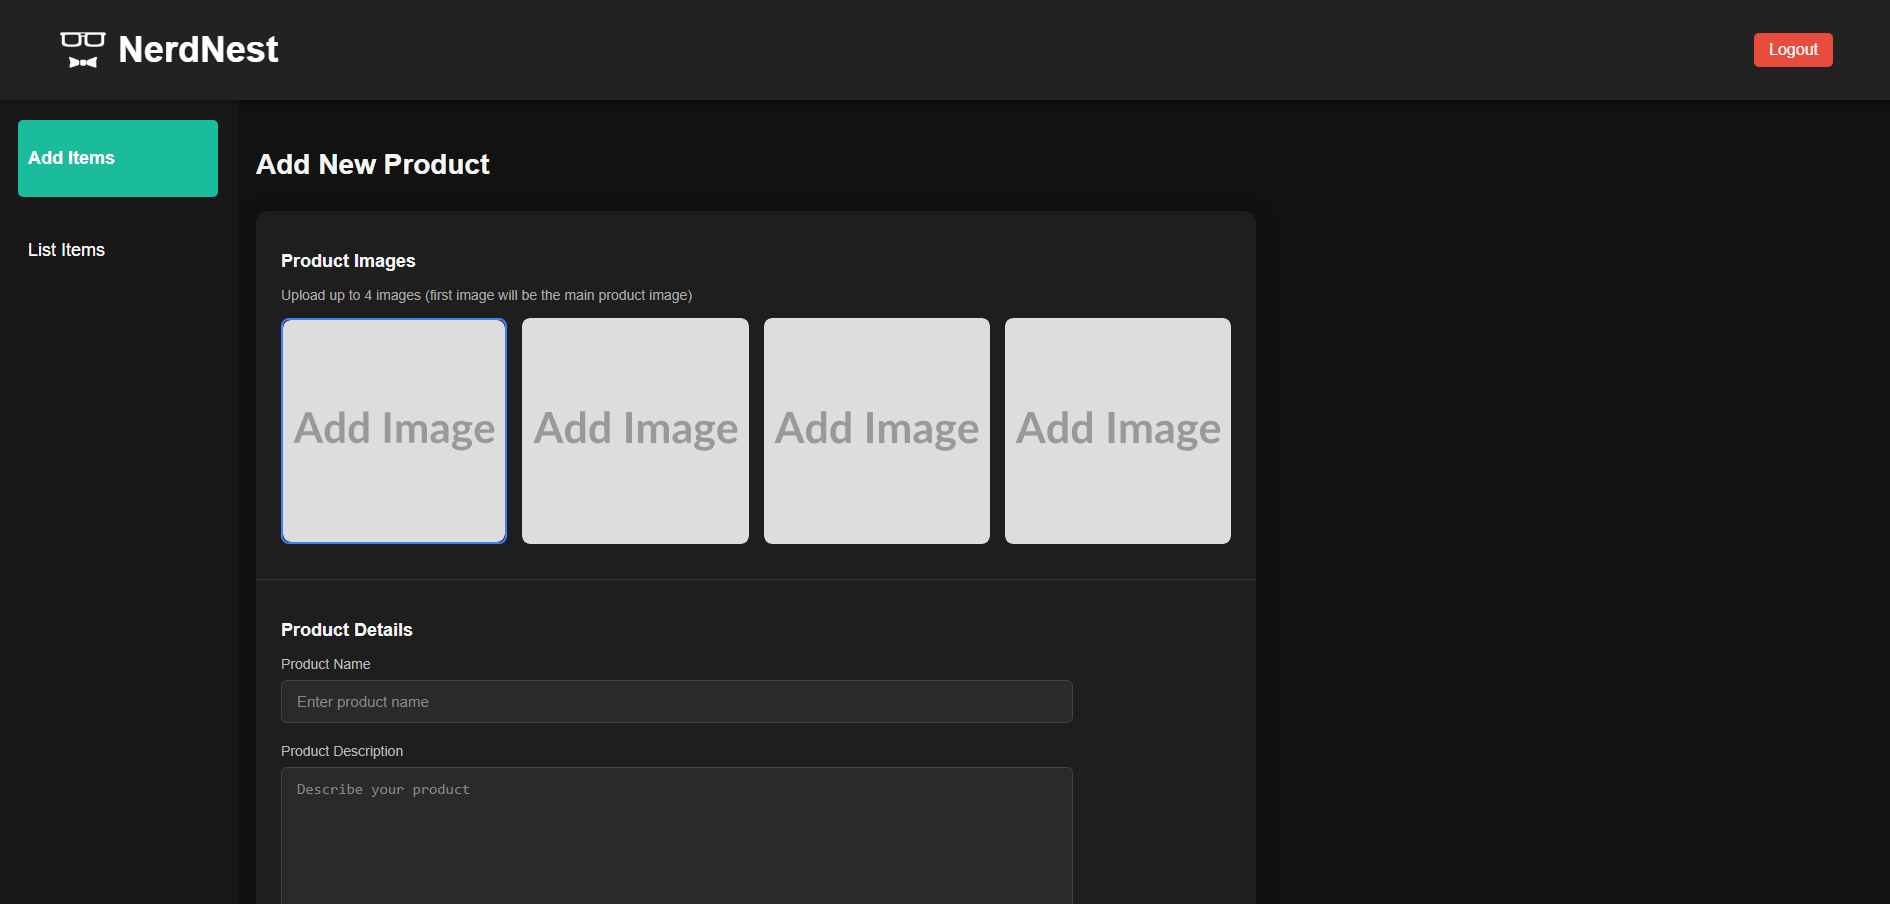 NerdNest
Logout
Add Items
List Items
Add New Product
Product Images
Upload up to 4 images (first image will be the main product image)
Add Image
Add Image
Add Image
Add Image
Product Details
Product Name
Enter product name
Product Description
Describe your product